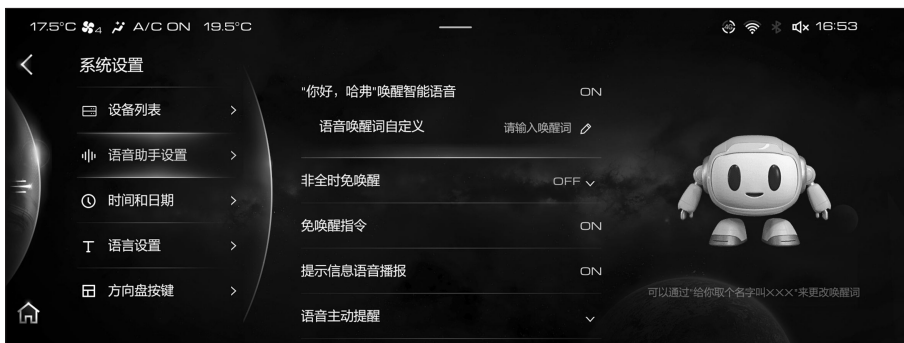 17.5°C 4 A/C ON 19.5°C
4G 16:53
系统设置
设备列表
语音助手设置
时间和日期
T 语言设置
方向盘按键
"你好，哈弗"唤醒智能语音 ON
语音唤醒词自定义 请输入唤醒词
非全时免唤醒 OFF
免唤醒指令 ON
提示信息语音播报 ON
语音主动提醒
可以通过"给你取个名字叫XXX"来更改唤醒词